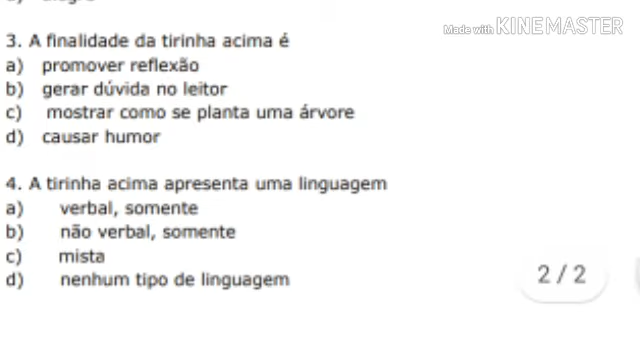 Made with KINEMASTER
3. A finalidade da tirinha acima é
a) promover reflexão
b) gerar dúvida no leitor
c) mostrar como se planta uma árvore
d) causar humor
4. A tirinha acima apresenta uma linguagem
a) verbal, somente
b) não verbal, somente
c) mista
d) nenhum tipo de linguagem
2 / 2